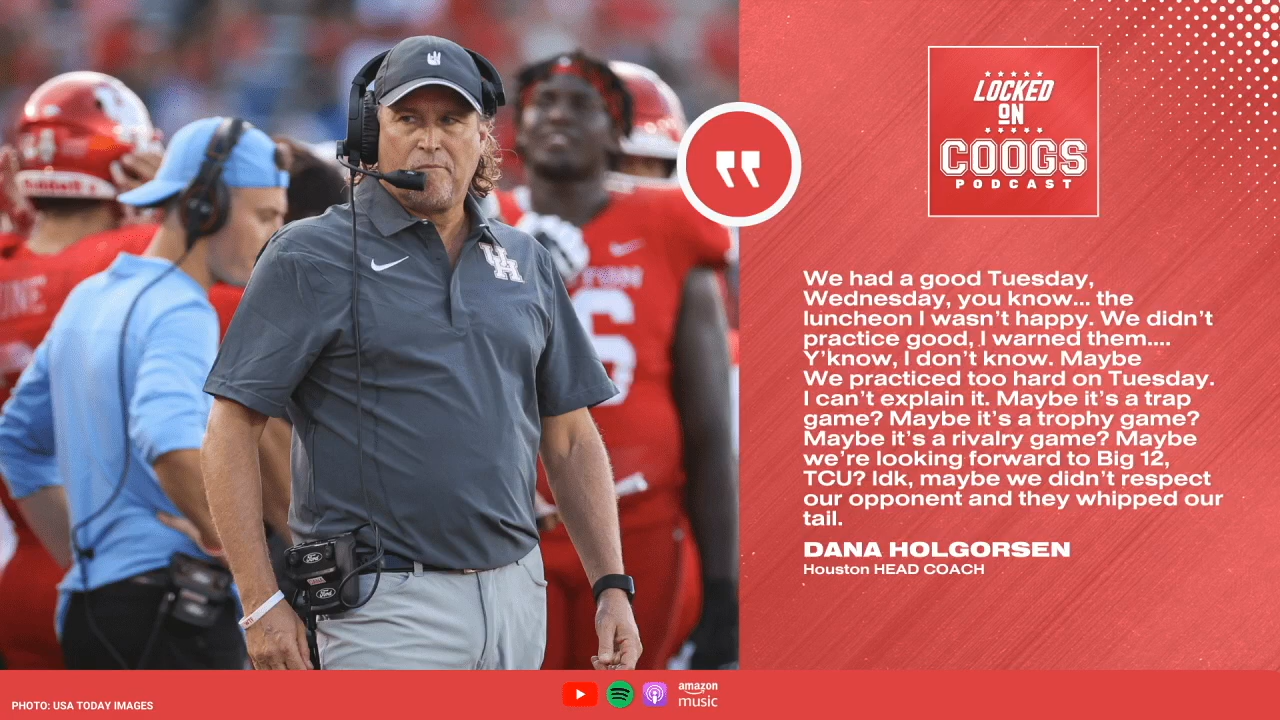 LOCKED
ON
COOGS
PODCAST
We had a good Tuesday,
Wednesday, you know... the
luncheon I wasn't happy. We didn't
practice good, I warned them....
Y'know, I don't know. Maybe
We practiced too hard on Tuesday.
I can't explain it. Maybe it's a trap
game? Maybe it's a trophy game?
Maybe it's a rivalry game? Maybe
we're looking forward to Big 12,
TCU? Idk, maybe we didn't respect
our opponent and they whipped our
tail.
DANA HOLGORSEN
Houston HEAD COACH
UH
Riddell
Ford
Ford
6
PHOTO: USA TODAY IMAGES
amazon
music